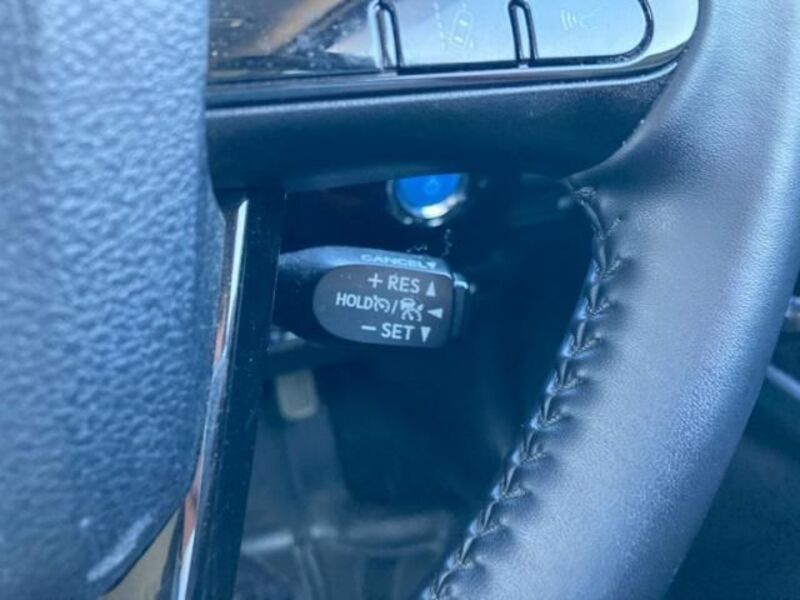 CANCEL
+ RES
HOLD /
− SET